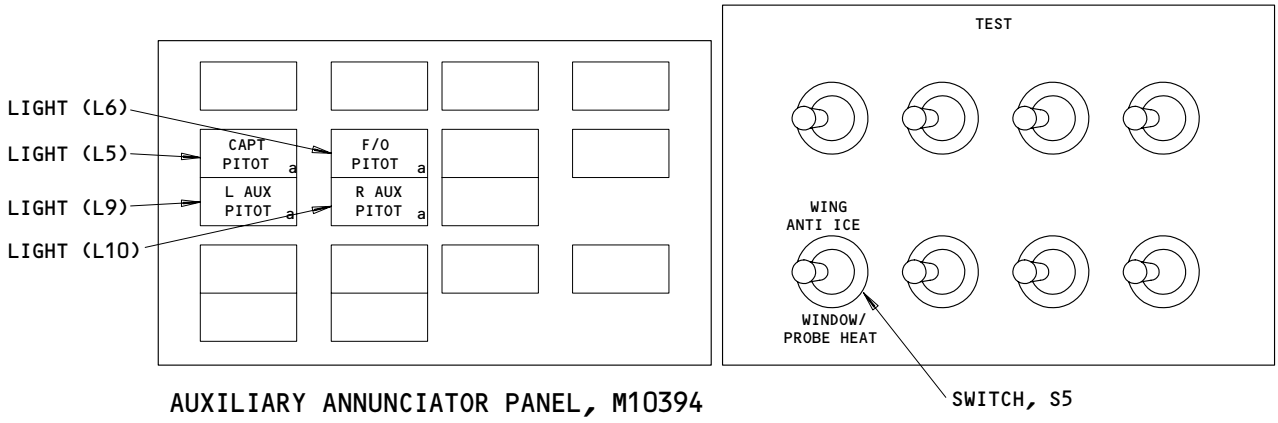 TEST
LIGHT (L6)
LIGHT (L5)
LIGHT (L9)
LIGHT (L10)
CAPT
PITOT a
F/O
PITOT a
L AUX
PITOT a
R AUX
PITOT a
WING
ANTI ICE
WINDOW/
PROBE HEAT
AUXILIARY ANNUNCIATOR PANEL, M10394
SWITCH, S5